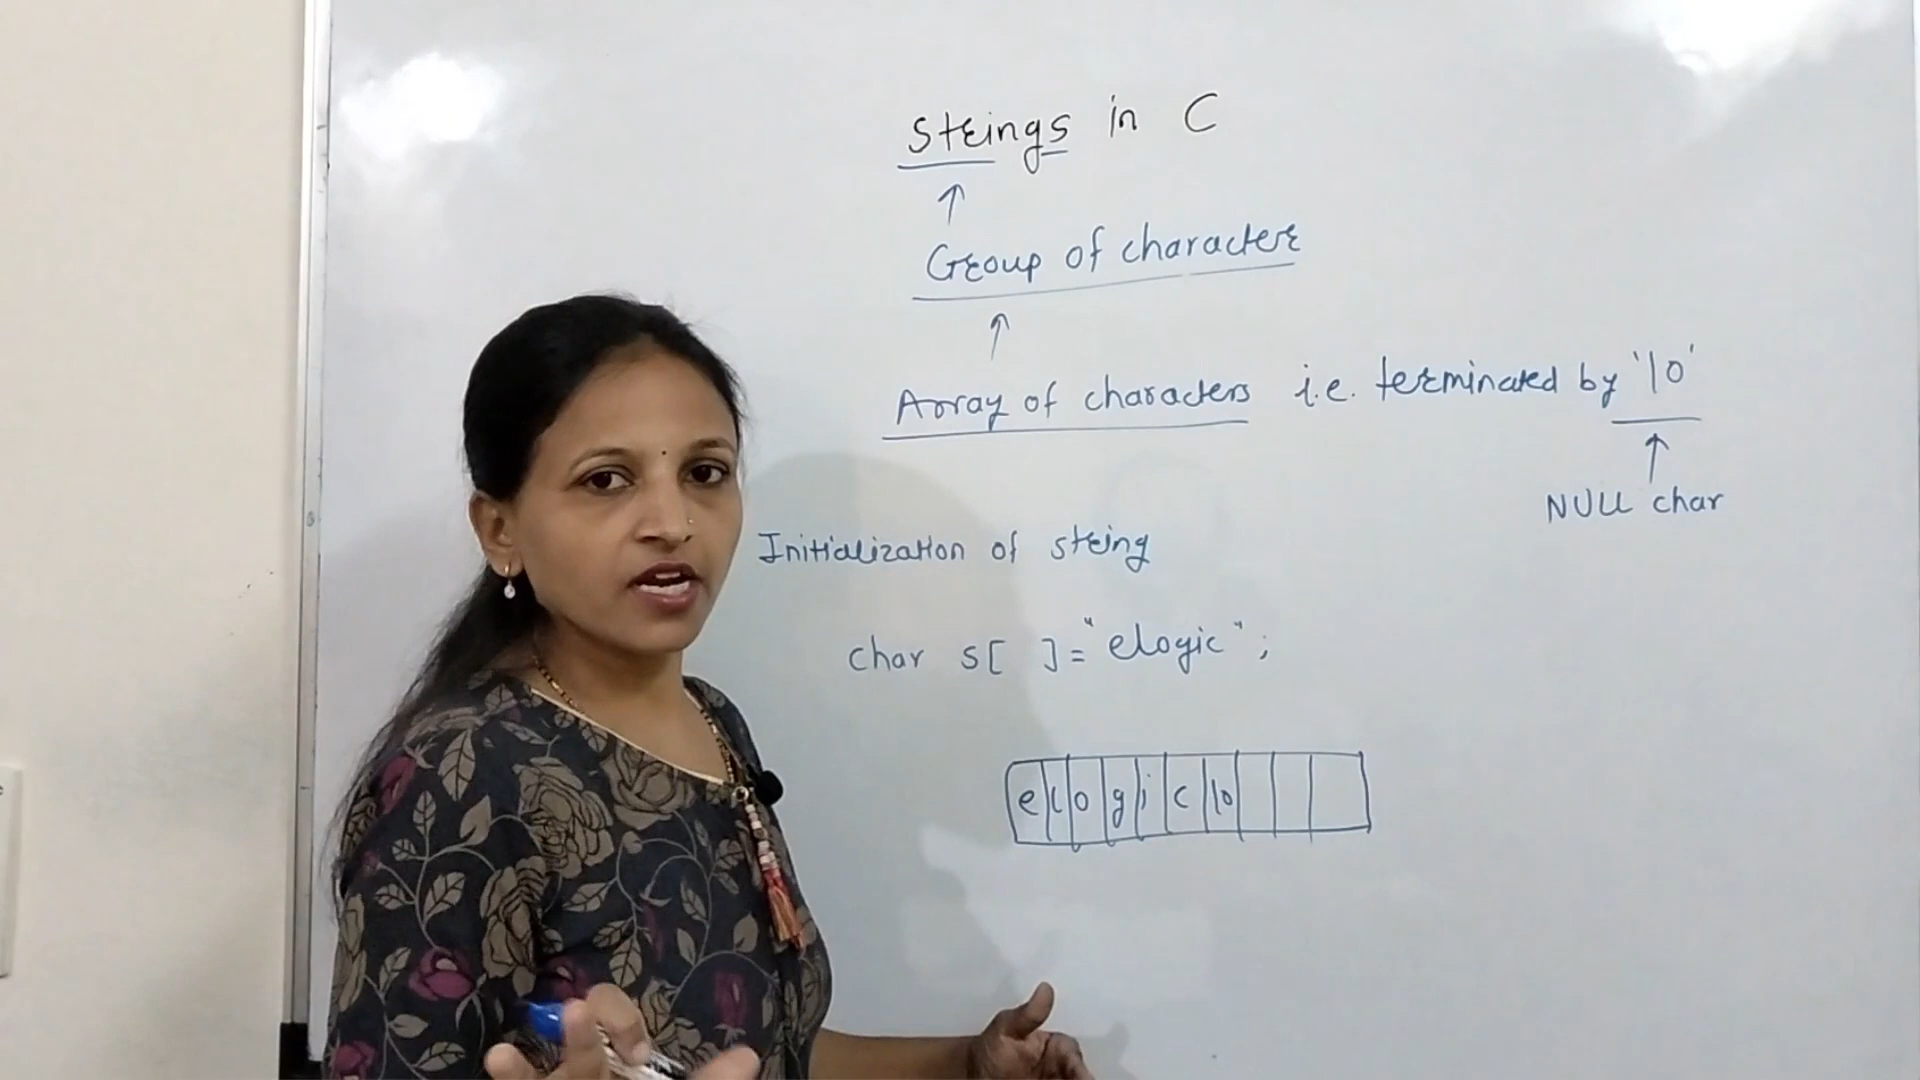 Strings in C
Group of character
Array of characters i.e. terminated by '\0'
NULL char
Initialization of string
char s[ ] = "elogic" ;
e l o g i c \0